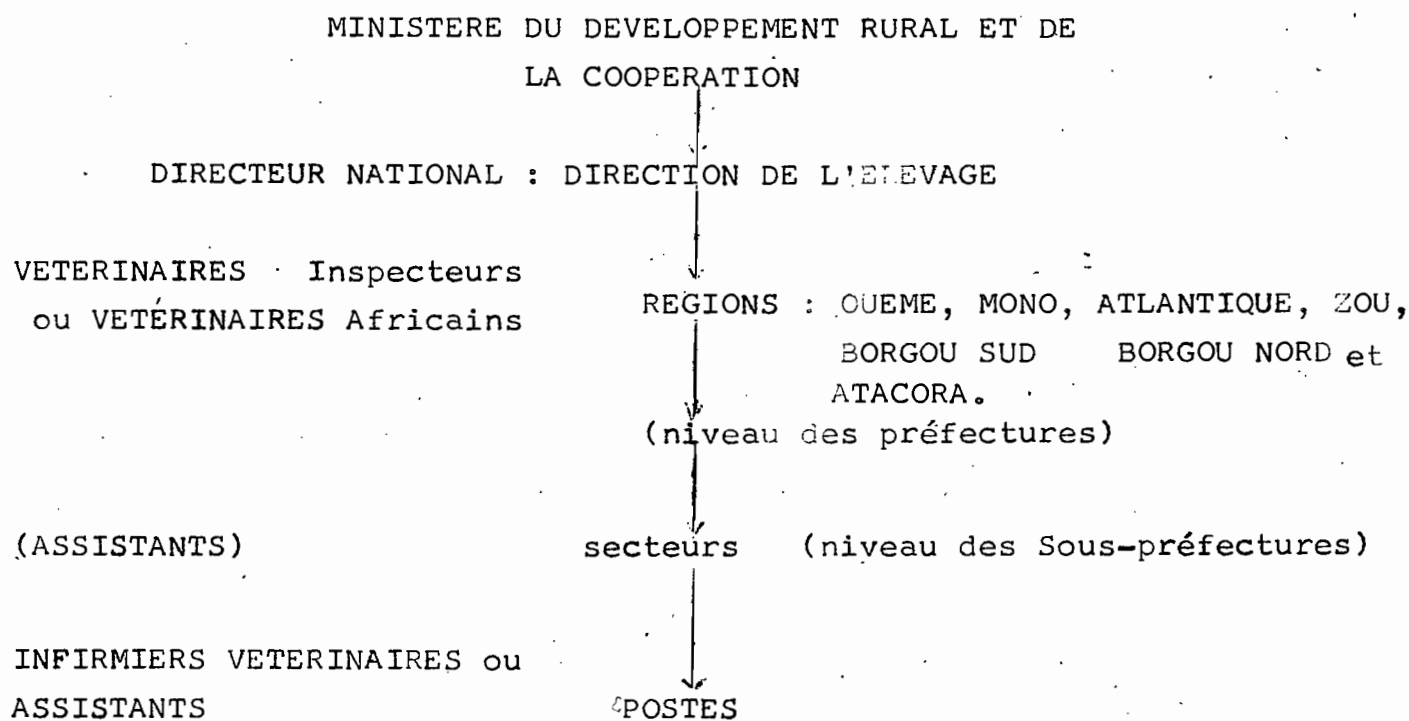 MINISTERE DU DEVELOPPEMENT RURAL ET DE
LA COOPERATION
DIRECTEUR NATIONAL : DIRECTION DE L'ELEVAGE
VETERINAIRES Inspecteurs
ou VETÉRINAIRES Africains
REGIONS : OUEME, MONO, ATLANTIQUE, ZOU,
BORGOU SUD BORGOU NORD et
ATACORA.
(niveau des préfectures)
(ASSISTANTS) secteurs (niveau des Sous-préfectures)
INFIRMIERS VETERINAIRES ou
ASSISTANTS POSTES